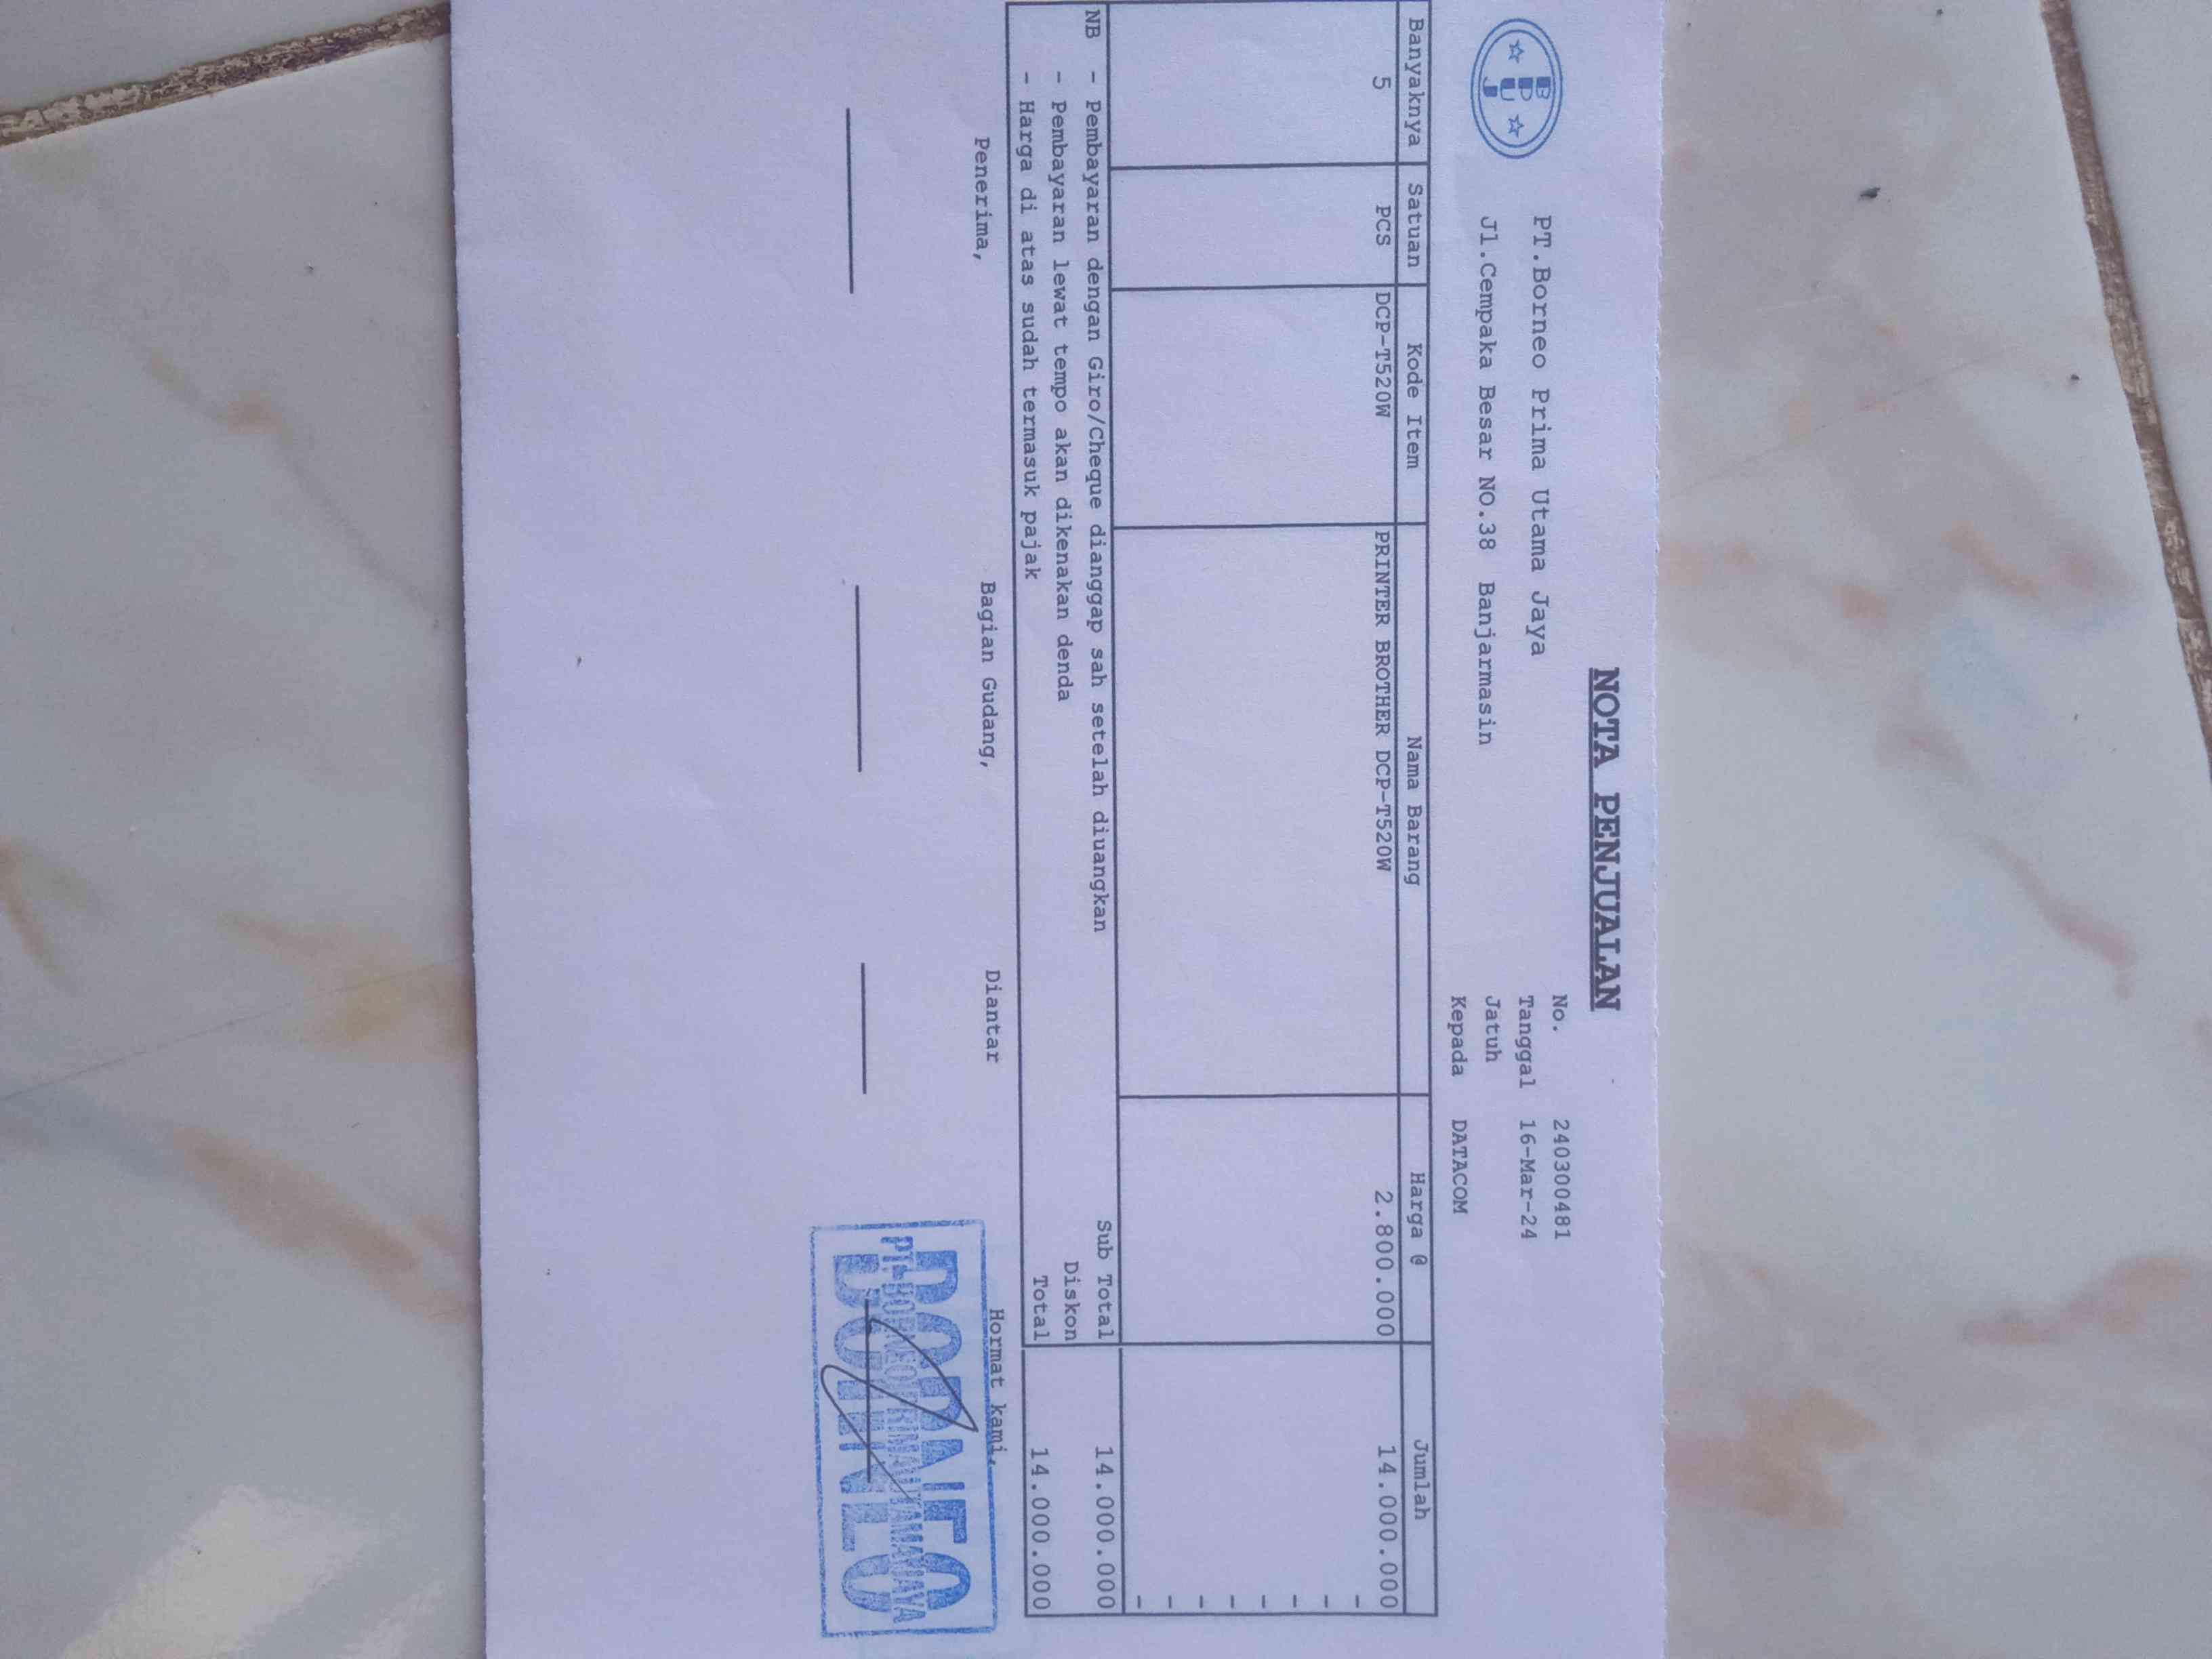 NOTA PENJUALAN
BPUJ
PT.Borneo Prima Utama Jaya
Jl.Cempaka Besar NO.38 Banjarmasin
No. 240300481
Tanggal 16-Mar-24
Jatuh
Kepada DATACOM
Banyaknya Satuan Kode Item Nama Barang Harga @ Jumlah
5 PCS DCP-T520W PRINTER BROTHER DCP-T520W 2.800.000 14.000.000
-
-
-
-
-
-
-
-
NB - Pembayaran dengan Giro/Cheque dianggap sah setelah diuangkan Sub Total 14.000.000
- Pembayaran lewat tempo akan dikenakan denda Diskon
- Harga di atas sudah termasuk pajak Total 14.000.000
Penerima, Bagian Gudang, Diantar Hormat kami,
BORNEO
PT. BORNEO PRIMA UTAMA JAYA